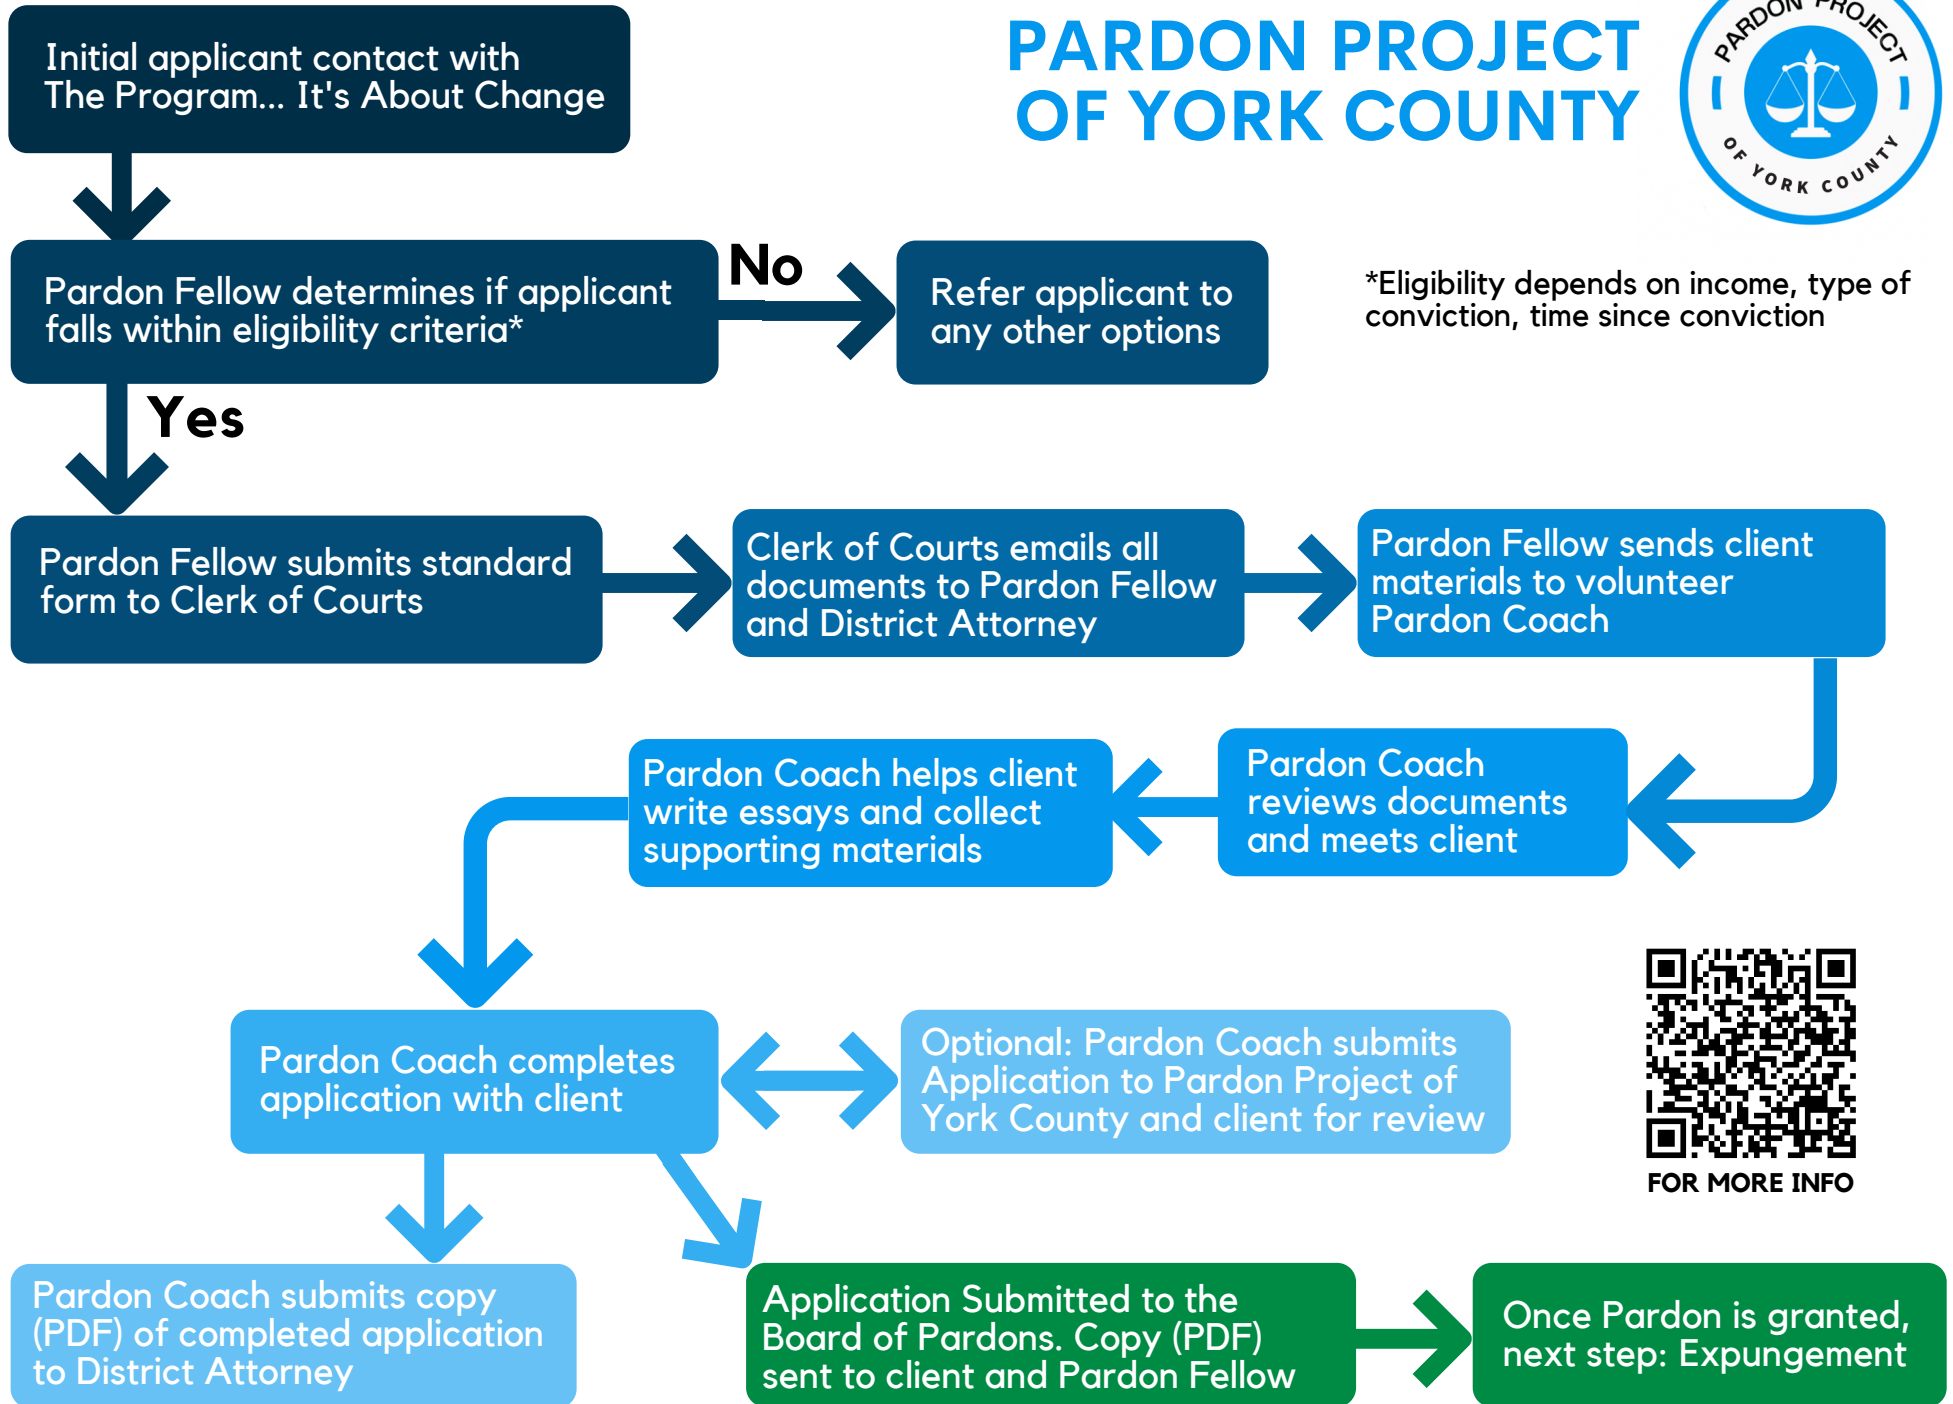 Initial applicant contact with
The Program... It's About Change
PARDON PROJECT
OF YORK COUNTY
PARDON PROJECT
OF YORK COUNTY
Pardon Fellow determines if applicant
falls within eligibility criteria*
No
Refer applicant to
any other options
*Eligibility depends on income, type of
conviction, time since conviction
Yes
Pardon Fellow submits standard
form to Clerk of Courts
Clerk of Courts emails all
documents to Pardon Fellow
and District Attorney
Pardon Fellow sends client
materials to volunteer
Pardon Coach
Pardon Coach
reviews documents
and meets client
Pardon Coach helps client
write essays and collect
supporting materials
Pardon Coach completes
application with client
Optional: Pardon Coach submits
Application to Pardon Project of
York County and client for review
FOR MORE INFO
Pardon Coach submits copy
(PDF) of completed application
to District Attorney
Application Submitted to the
Board of Pardons. Copy (PDF)
sent to client and Pardon Fellow
Once Pardon is granted,
next step: Expungement